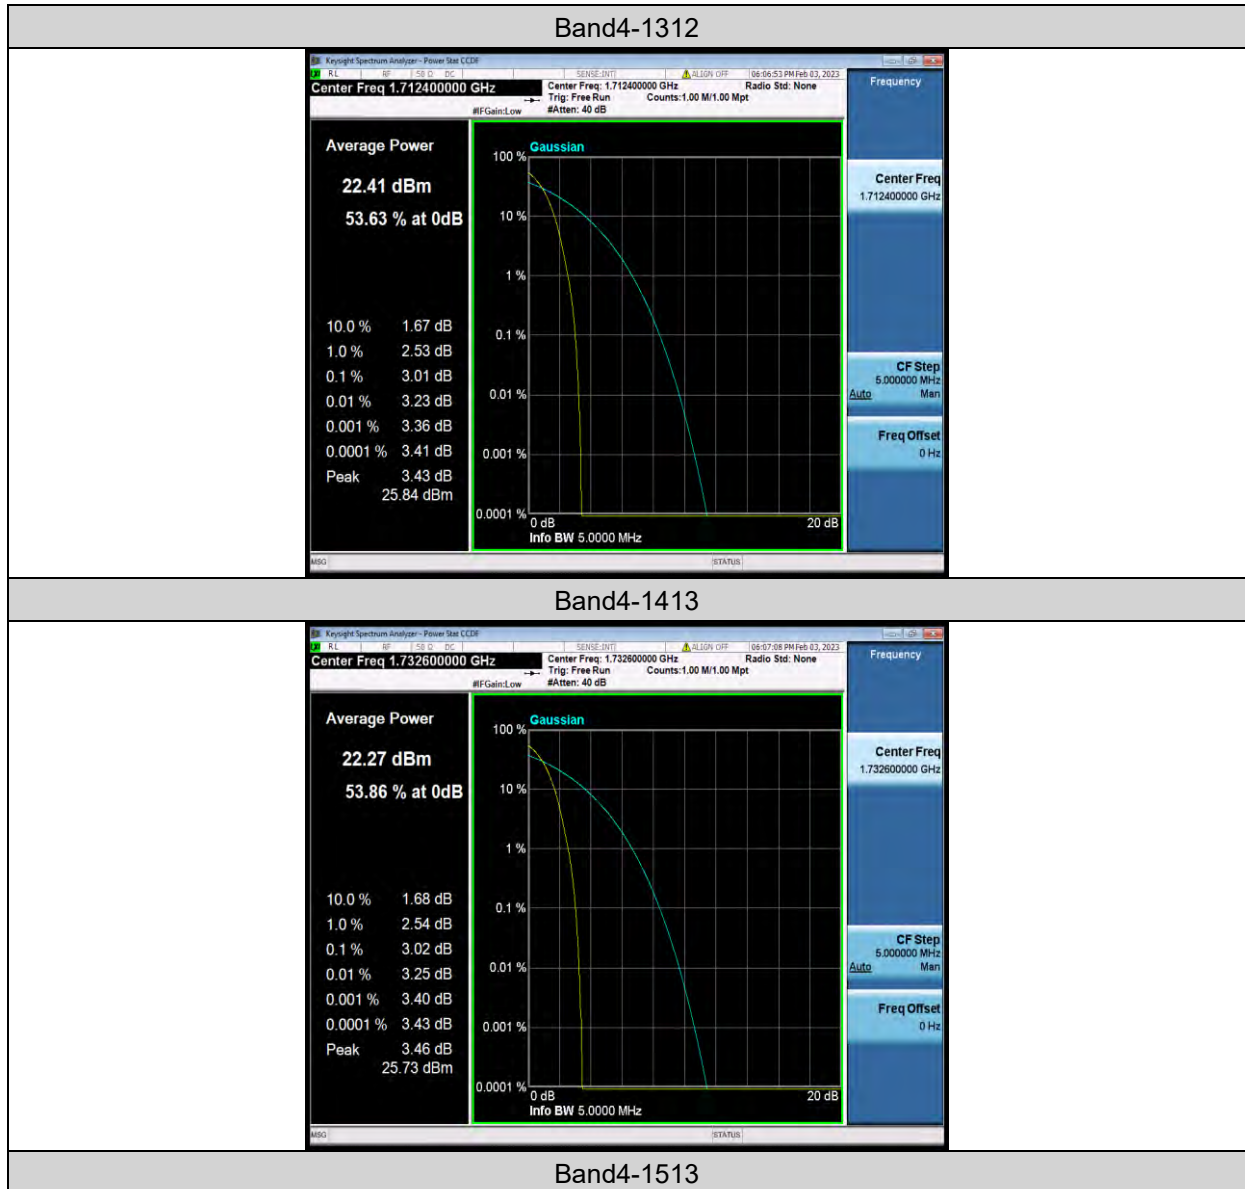 Band4-1312
Keysight Spectrum Analyzer - Power Stat CCDF
RL RF 50 Ω DC SENSE:INT ALIGN OFF 06:06:53 PM Feb 03, 2023
Center Freq 1.712400000 GHz
Center Freq: 1.712400000 GHz Radio Std: None
Trig: Free Run Counts:1.00 M/1.00 Mpt
#IFGain:Low #Atten: 40 dB
Frequency
Average Power
22.41 dBm
53.63 % at 0dB
10.0 % 1.67 dB
1.0 % 2.53 dB
0.1 % 3.01 dB
0.01 % 3.23 dB
0.001 % 3.36 dB
0.0001 % 3.41 dB
Peak 3.43 dB
25.84 dBm
Gaussian
100 %
10 %
1 %
0.1 %
0.01 %
0.001 %
0.0001 %
0 dB 20 dB
Info BW 5.0000 MHz
Center Freq
1.712400000 GHz
CF Step
5.000000 MHz
Auto Man
Freq Offset
0 Hz
MSG STATUS
Band4-1413
Keysight Spectrum Analyzer - Power Stat CCDF
RL RF 50 Ω DC SENSE:INT ALIGN OFF 06:07:08 PM Feb 03, 2023
Center Freq 1.732600000 GHz
Center Freq: 1.732600000 GHz Radio Std: None
Trig: Free Run Counts:1.00 M/1.00 Mpt
#IFGain:Low #Atten: 40 dB
Frequency
Average Power
22.27 dBm
53.86 % at 0dB
10.0 % 1.68 dB
1.0 % 2.54 dB
0.1 % 3.02 dB
0.01 % 3.25 dB
0.001 % 3.40 dB
0.0001 % 3.43 dB
Peak 3.46 dB
25.73 dBm
Gaussian
100 %
10 %
1 %
0.1 %
0.01 %
0.001 %
0.0001 %
0 dB 20 dB
Info BW 5.0000 MHz
Center Freq
1.732600000 GHz
CF Step
5.000000 MHz
Auto Man
Freq Offset
0 Hz
MSG STATUS
Band4-1513